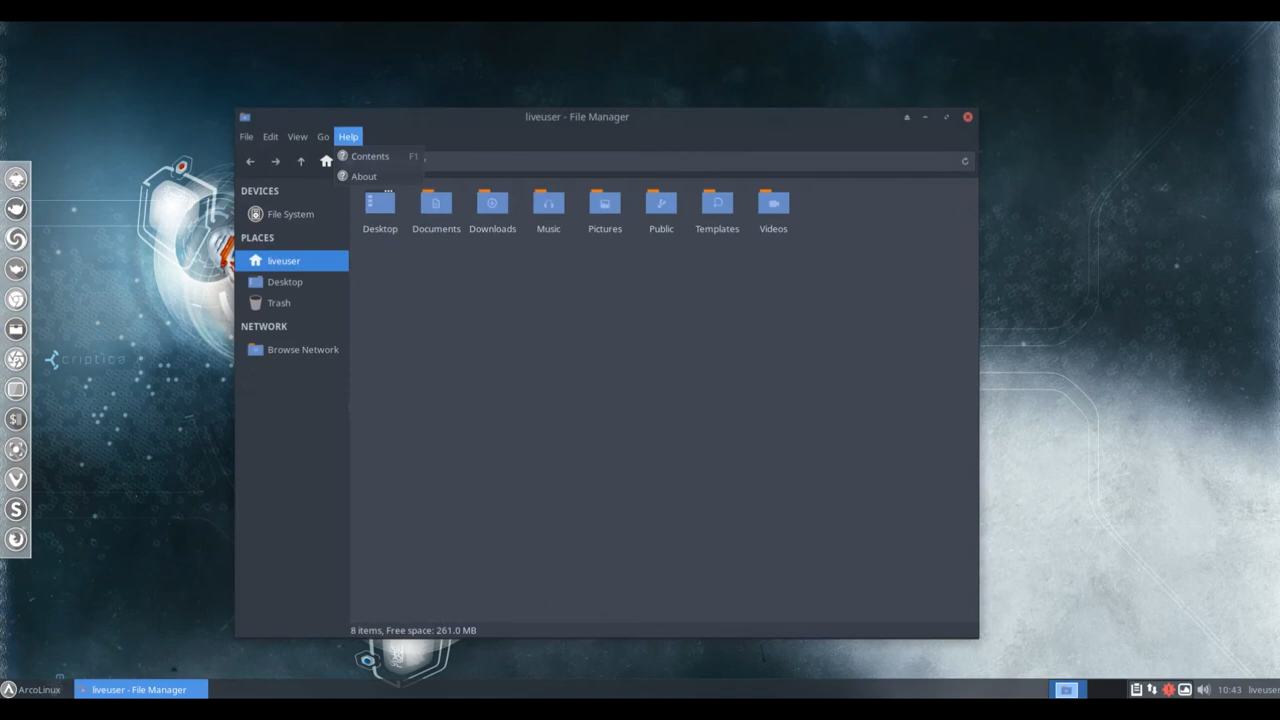 liveuser - File Manager
File Edit View Go Help
Contents F1
About
DEVICES
File System
PLACES
liveuser
Desktop
Trash
NETWORK
Browse Network
Desktop Documents Downloads Music Pictures Public Templates Videos
criptica
8 items, Free space: 261.0 MB
ArcoLinux liveuser - File Manager 10:43 liveuser